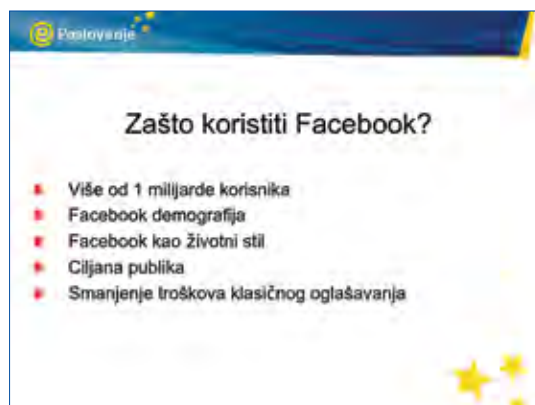 e Poslovanje
Zašto koristiti Facebook?
Više od 1 milijarde korisnika
Facebook demografija
Facebook kao životni stil
Ciljana publika
Smanjenje troškova klasičnog oglašavanja